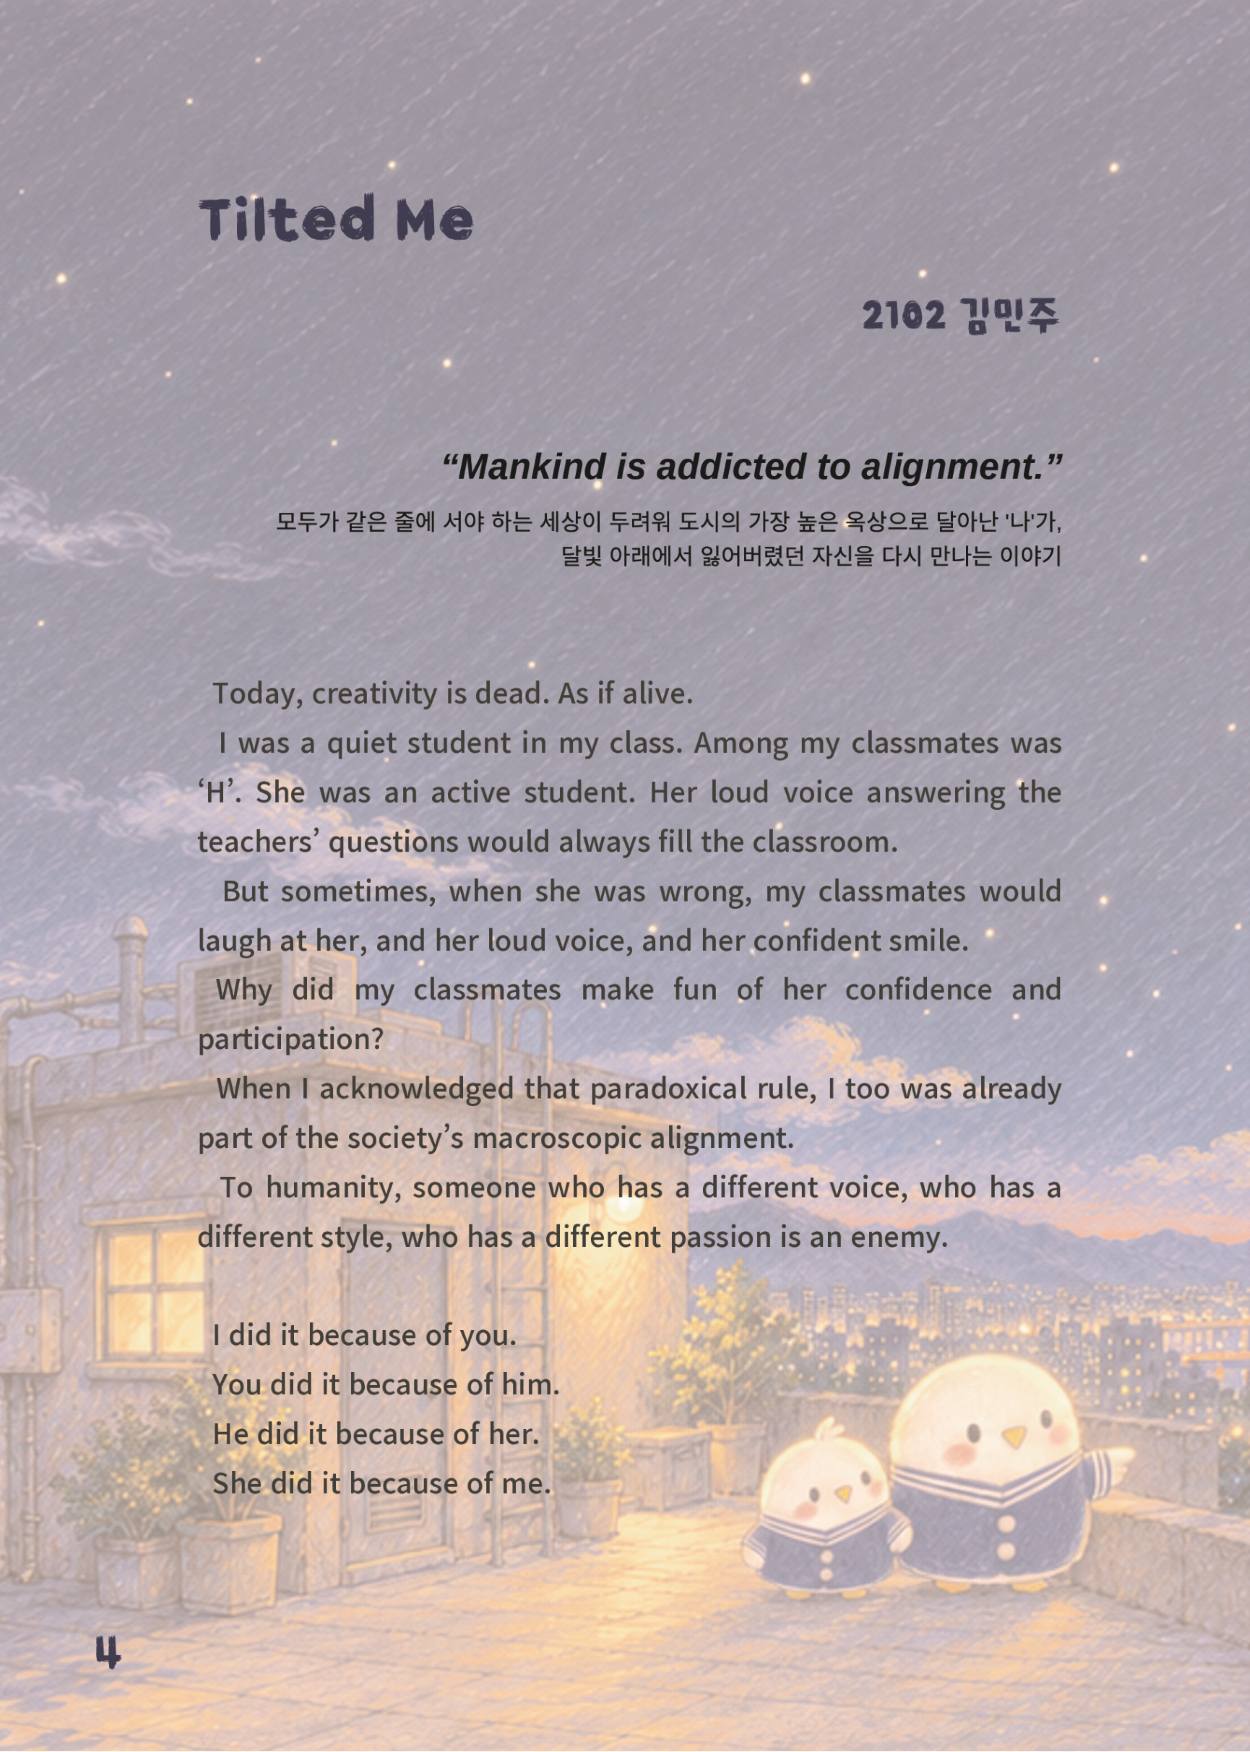 Tilted Me
2102 김민주
“Mankind is addicted to alignment.”
모두가 같은 줄에 서야 하는 세상이 두려워 도시의 가장 높은 옥상으로 달아난 '나'가,
달빛 아래에서 잃어버렸던 자신을 다시 만나는 이야기
Today, creativity is dead. As if alive.
I was a quiet student in my class. Among my classmates was
‘H’. She was an active student. Her loud voice answering the
teachers’ questions would always fill the classroom.
But sometimes, when she was wrong, my classmates would
laugh at her, and her loud voice, and her confident smile.
Why did my classmates make fun of her confidence and
participation?
When I acknowledged that paradoxical rule, I too was already
part of the society’s macroscopic alignment.
To humanity, someone who has a different voice, who has a
different style, who has a different passion is an enemy.
I did it because of you.
You did it because of him.
He did it because of her.
She did it because of me.
4